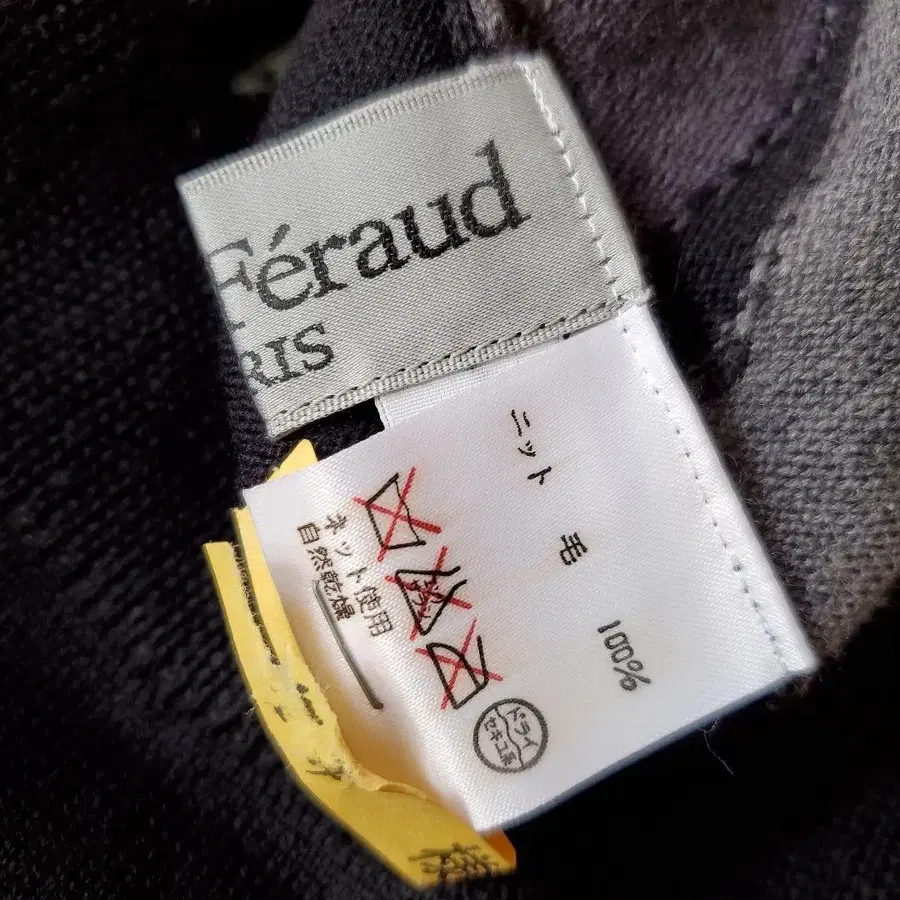 Féraud
RIS
ニット 毛 100%
ネット使用
自然乾燥
ドライ
セキユ系
様